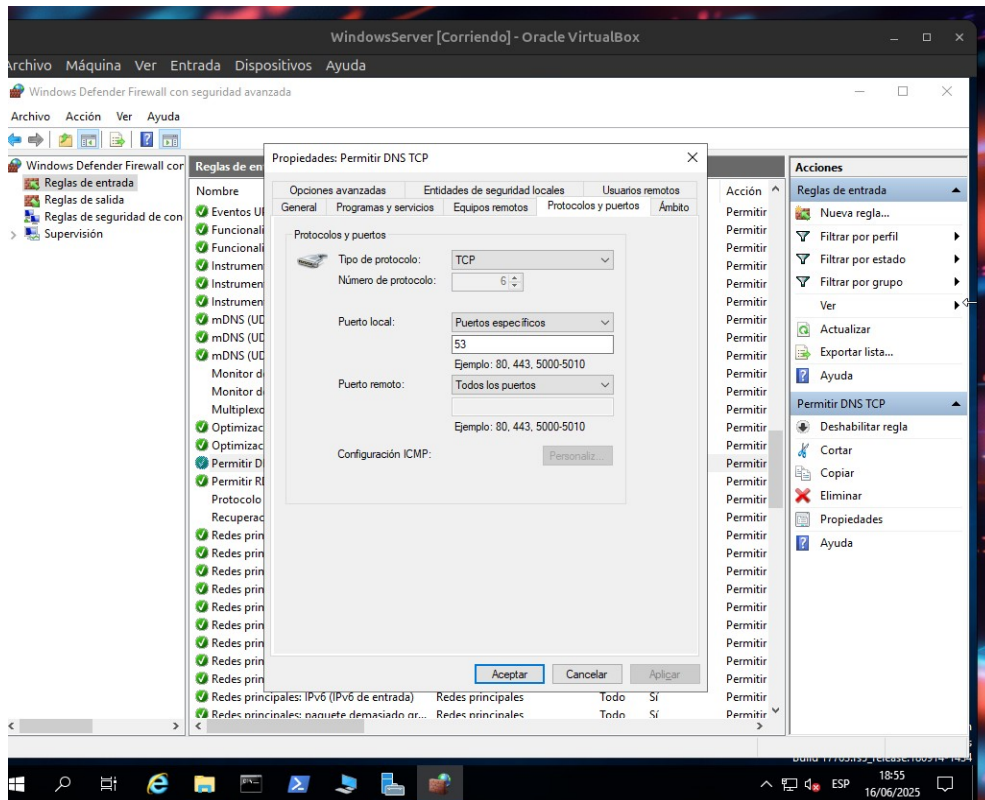 WindowsServer [Corriendo] - Oracle VirtualBox
Archivo Máquina Ver Entrada Dispositivos Ayuda
Windows Defender Firewall con seguridad avanzada
Archivo Acción Ver Ayuda
Windows Defender Firewall cor
Reglas de entrada
Reglas de salida
Reglas de seguridad de con
Supervisión
Reglas de en
Nombre
Acción
Eventos UI
Permitir
Funcionali
Permitir
Funcionali
Permitir
Instrumen
Permitir
Instrumen
Permitir
Instrumen
Permitir
mDNS (UD
Permitir
mDNS (UD
Permitir
mDNS (UD
Permitir
Monitor d
Permitir
Monitor d
Permitir
Multiplexo
Permitir
Optimizac
Permitir
Optimizac
Permitir
Permitir D
Permitir
Permitir RI
Permitir
Protocolo
Permitir
Recuperac
Permitir
Redes prin
Permitir
Redes prin
Permitir
Redes prin
Permitir
Redes prin
Permitir
Redes prin
Permitir
Redes prin
Permitir
Redes prin
Permitir
Redes prin
Permitir
Redes prin
Permitir
Redes principales: IPv6 (IPv6 de entrada) Redes principales Todo Sí Permitir
Redes principales: paquete demasiado gr... Redes principales Todo Sí Permitir
Propiedades: Permitir DNS TCP
Opciones avanzadas Entidades de seguridad locales Usuarios remotos
General Programas y servicios Equipos remotos Protocolos y puertos Ámbito
Protocolos y puertos
Tipo de protocolo: TCP
Número de protocolo: 6
Puerto local: Puertos específicos
53
Ejemplo: 80, 443, 5000-5010
Puerto remoto: Todos los puertos
Ejemplo: 80, 443, 5000-5010
Configuración ICMP: Personaliz...
Aceptar Cancelar Aplicar
Acciones
Reglas de entrada
Nueva regla...
Filtrar por perfil
Filtrar por estado
Filtrar por grupo
Ver
Actualizar
Exportar lista...
Ayuda
Permitir DNS TCP
Deshabilitar regla
Cortar
Copiar
Eliminar
Propiedades
Ayuda
ESP
18:55
16/06/2025